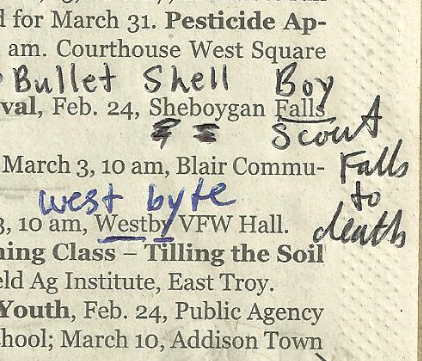 d for March 31. Pesticide Ap-
am. Courthouse West Square
Bullet Shell Boy
val, Feb. 24, Sheboygan Falls
Scout
March 3, 10 am, Blair Commu-
Falls
to
death
west byte
3, 10 am, Westby VFW Hall.
ning Class – Tilling the Soil
eld Ag Institute, East Troy.
Youth, Feb. 24, Public Agency
hool; March 10, Addison Town